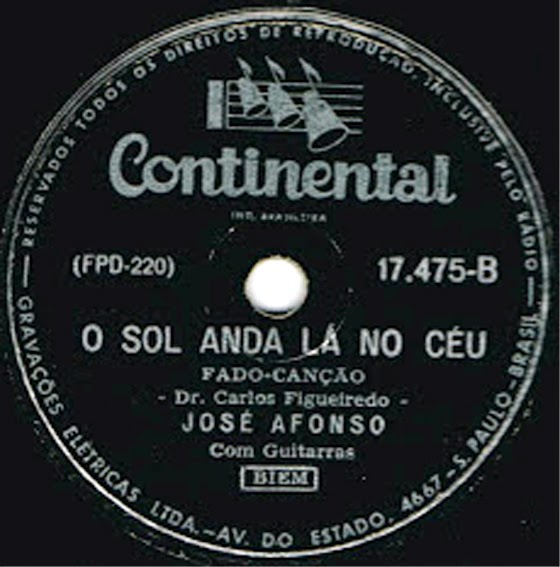 RESERVADOS TODOS OS DIREITOS DE REPRODUÇÃO, INCLUSIVE PELO RÁDIO
Continental
IND. BRASILEIRA
(FPD-220)
17.475-B
O SOL ANDA LÁ NO CÉU
FADO-CANÇÃO
- Dr. Carlos Figueiredo -
JOSÉ AFONSO
Com Guitarras
BIEM
GRAVAÇÕES ELÉTRICAS LTDA.-AV. DO ESTADO, 4667-S. PAULO-BRASIL